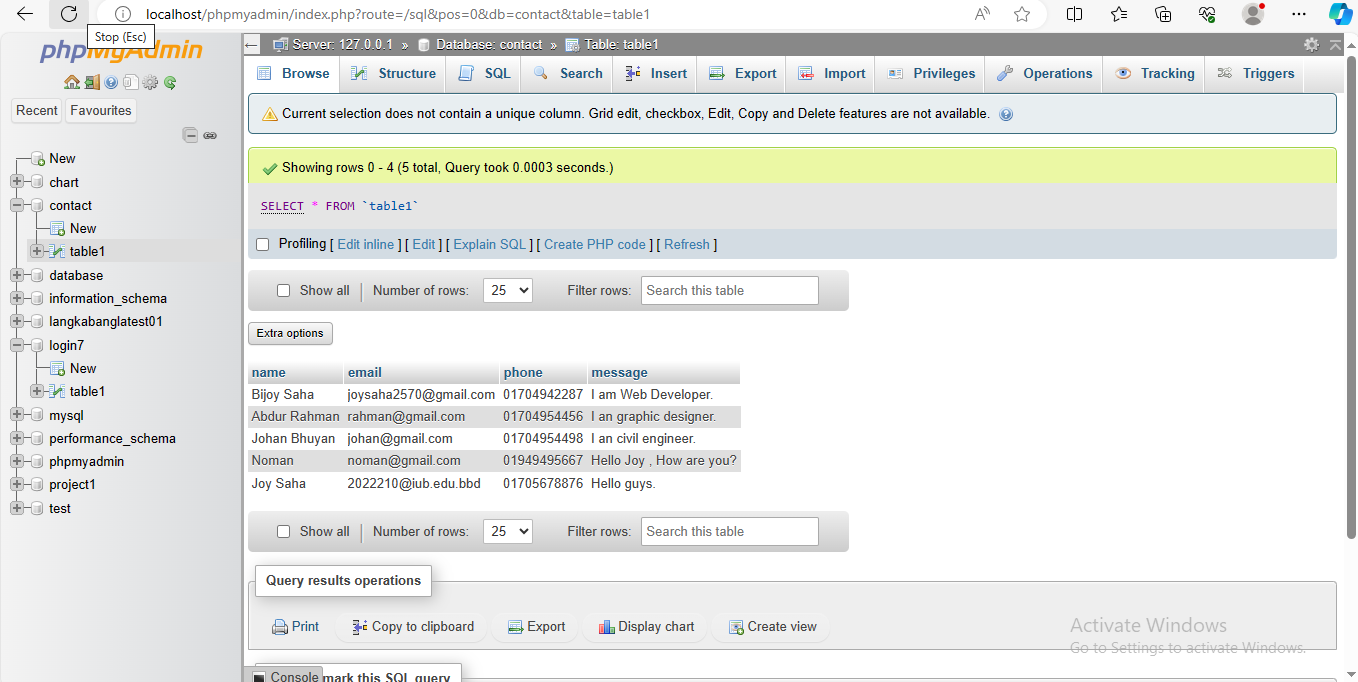 localhost/phpmyadmin/index.php?route=/sql&pos=0&db=contact&table=table1
Stop (Esc)
phpMyAdmin
Recent Favourites
New
chart
contact
New
table1
database
information_schema
langkabanglatest01
login7
New
table1
mysql
performance_schema
phpmyadmin
project1
test
Server: 127.0.0.1 » Database: contact » Table: table1
Browse Structure SQL Search Insert Export Import Privileges Operations Tracking Triggers
Current selection does not contain a unique column. Grid edit, checkbox, Edit, Copy and Delete features are not available.
Showing rows 0 - 4 (5 total, Query took 0.0003 seconds.)
SELECT * FROM `table1`
Profiling [ Edit inline ] [ Edit ] [ Explain SQL ] [ Create PHP code ] [ Refresh ]
Show all | Number of rows: 25 Filter rows: Search this table
Extra options
name email phone message
Bijoy Saha joysaha2570@gmail.com 01704942287 I am Web Developer.
Abdur Rahman rahman@gmail.com 01704954456 I an graphic designer.
Johan Bhuyan johan@gmail.com 01704954498 I an civil engineer.
Noman noman@gmail.com 01949495667 Hello Joy , How are you?
Joy Saha 2022210@iub.edu.bbd 01705678876 Hello guys.
Show all | Number of rows: 25 Filter rows: Search this table
Query results operations
Print Copy to clipboard Export Display chart Create view
Activate Windows
Go to Settings to activate Windows.
Console mark this SQL query